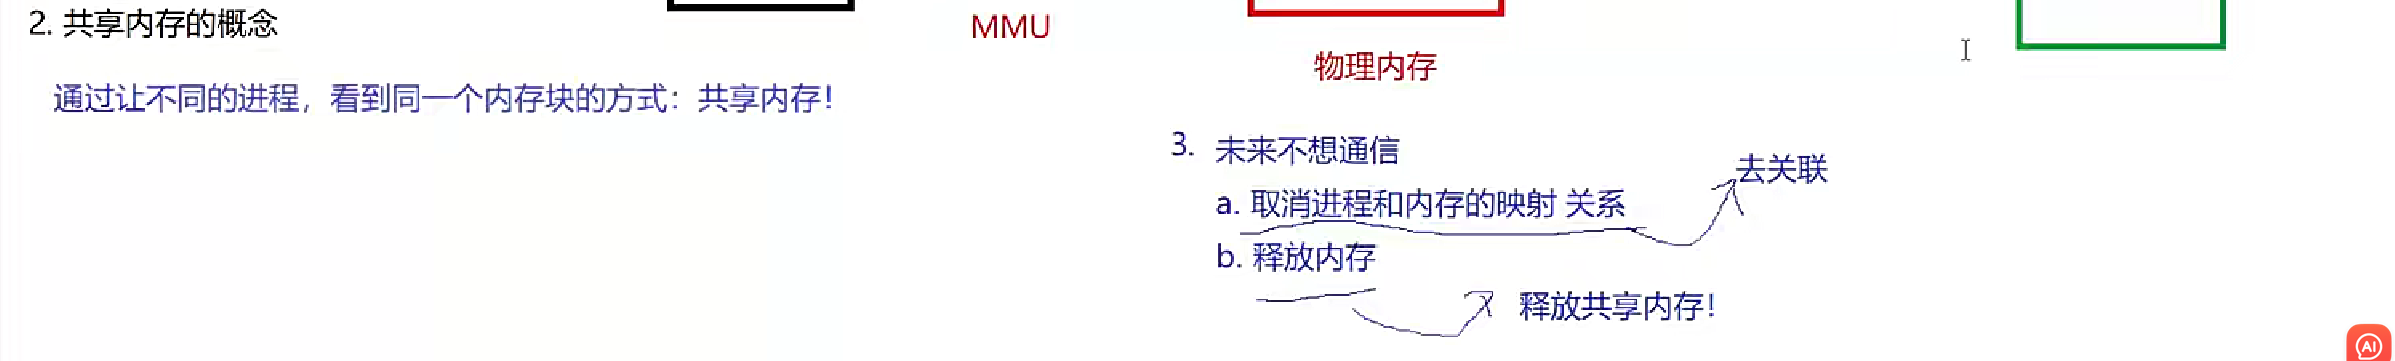 2. 共享内存的概念
MMU
物理内存
通过让不同的进程，看到同一个内存块的方式：共享内存！
3. 未来不想通信
去关联
a. 取消进程和内存的映射 关系
b. 释放内存
释放共享内存！
AI